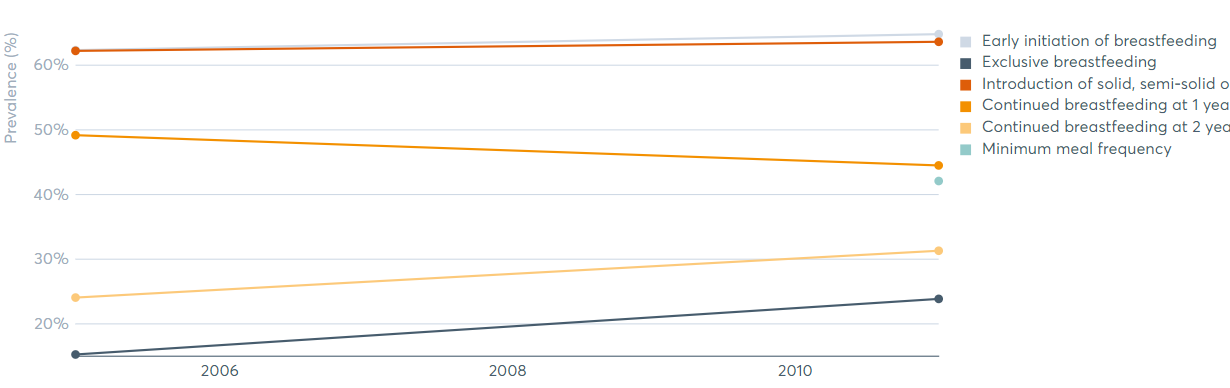 Prevalence (%)
60%
50%
40%
30%
20%
2006
2008
2010
Early initiation of breastfeeding
Exclusive breastfeeding
Introduction of solid, semi-solid o
Continued breastfeeding at 1 yea
Continued breastfeeding at 2 yea
Minimum meal frequency